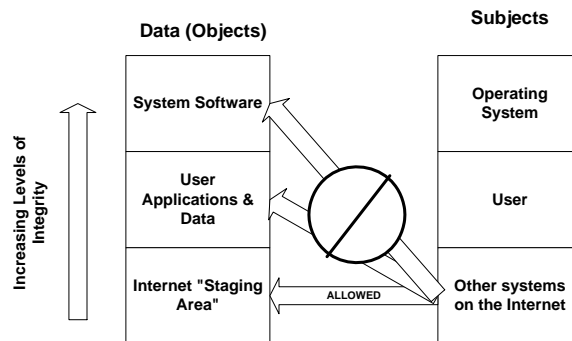 Subjects
Data (Objects)
System Software
Operating
System
User
Applications &
Data
User
Internet "Staging
Area"
ALLOWED
Other systems
on the Internet
Increasing Levels of
Integrity